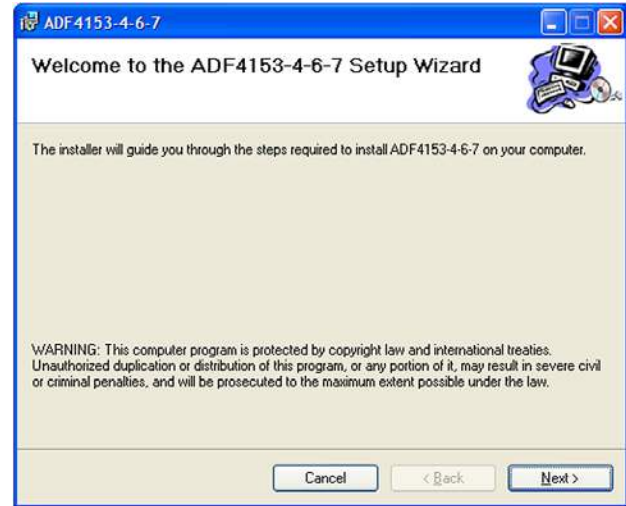 ADF4153-4-6-7
Welcome to the ADF4153-4-6-7 Setup Wizard
The installer will guide you through the steps required to install ADF4153-4-6-7 on your computer.
WARNING: This computer program is protected by copyright law and international treaties.
Unauthorized duplication or distribution of this program, or any portion of it, may result in severe civil
or criminal penalties, and will be prosecuted to the maximum extent possible under the law.
Cancel < Back Next >